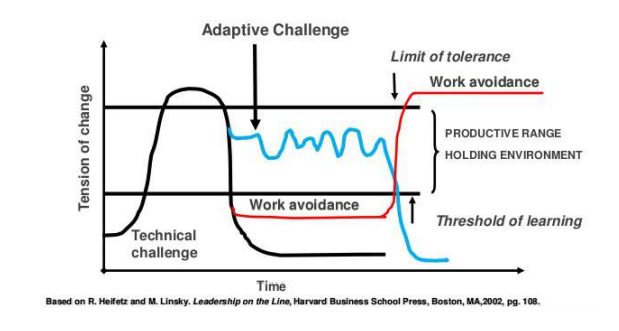 Adaptive Challenge
Limit of tolerance
Work avoidance
Tension of change
PRODUCTIVE RANGE
HOLDING ENVIRONMENT
Work avoidance
Threshold of learning
Technical
challenge
Time
Based on R. Heifetz and M. Linsky. Leadership on the Line, Harvard Business School Press, Boston, MA,2002, pg. 108.